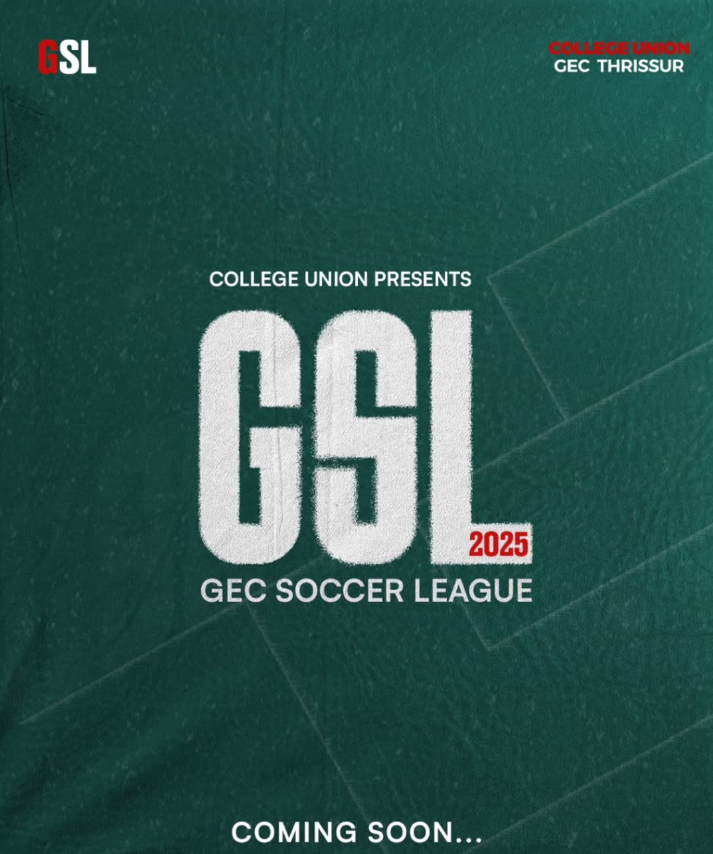 GSL
COLLEGE UNION
GEC THRISSUR
COLLEGE UNION PRESENTS
GSL
2025
GEC SOCCER LEAGUE
COMING SOON...